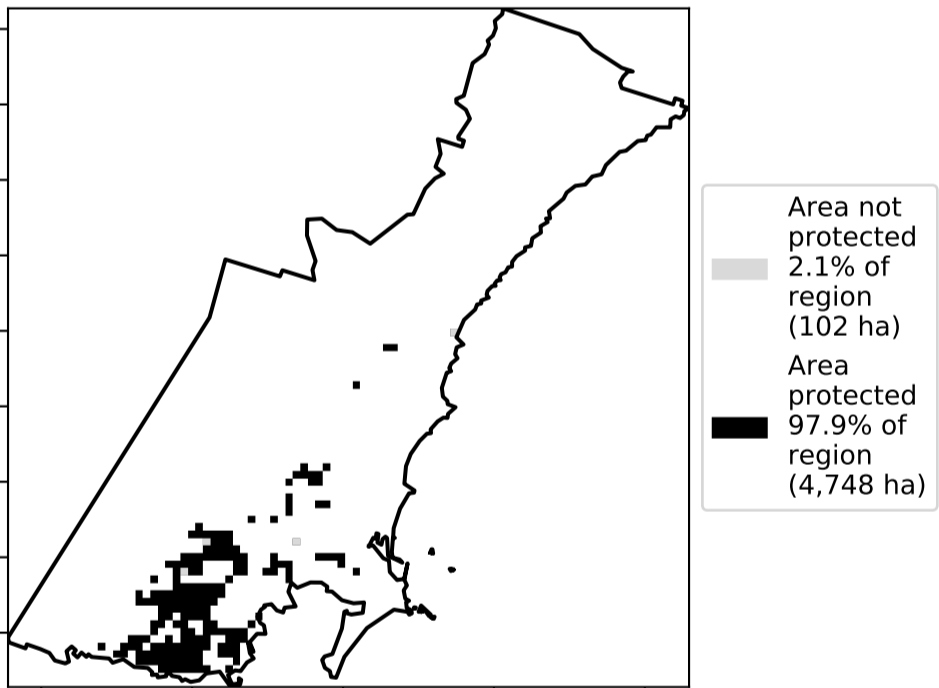 Area not
protected
2.1% of
region
(102 ha)
Area
protected
97.9% of
region
(4,748 ha)